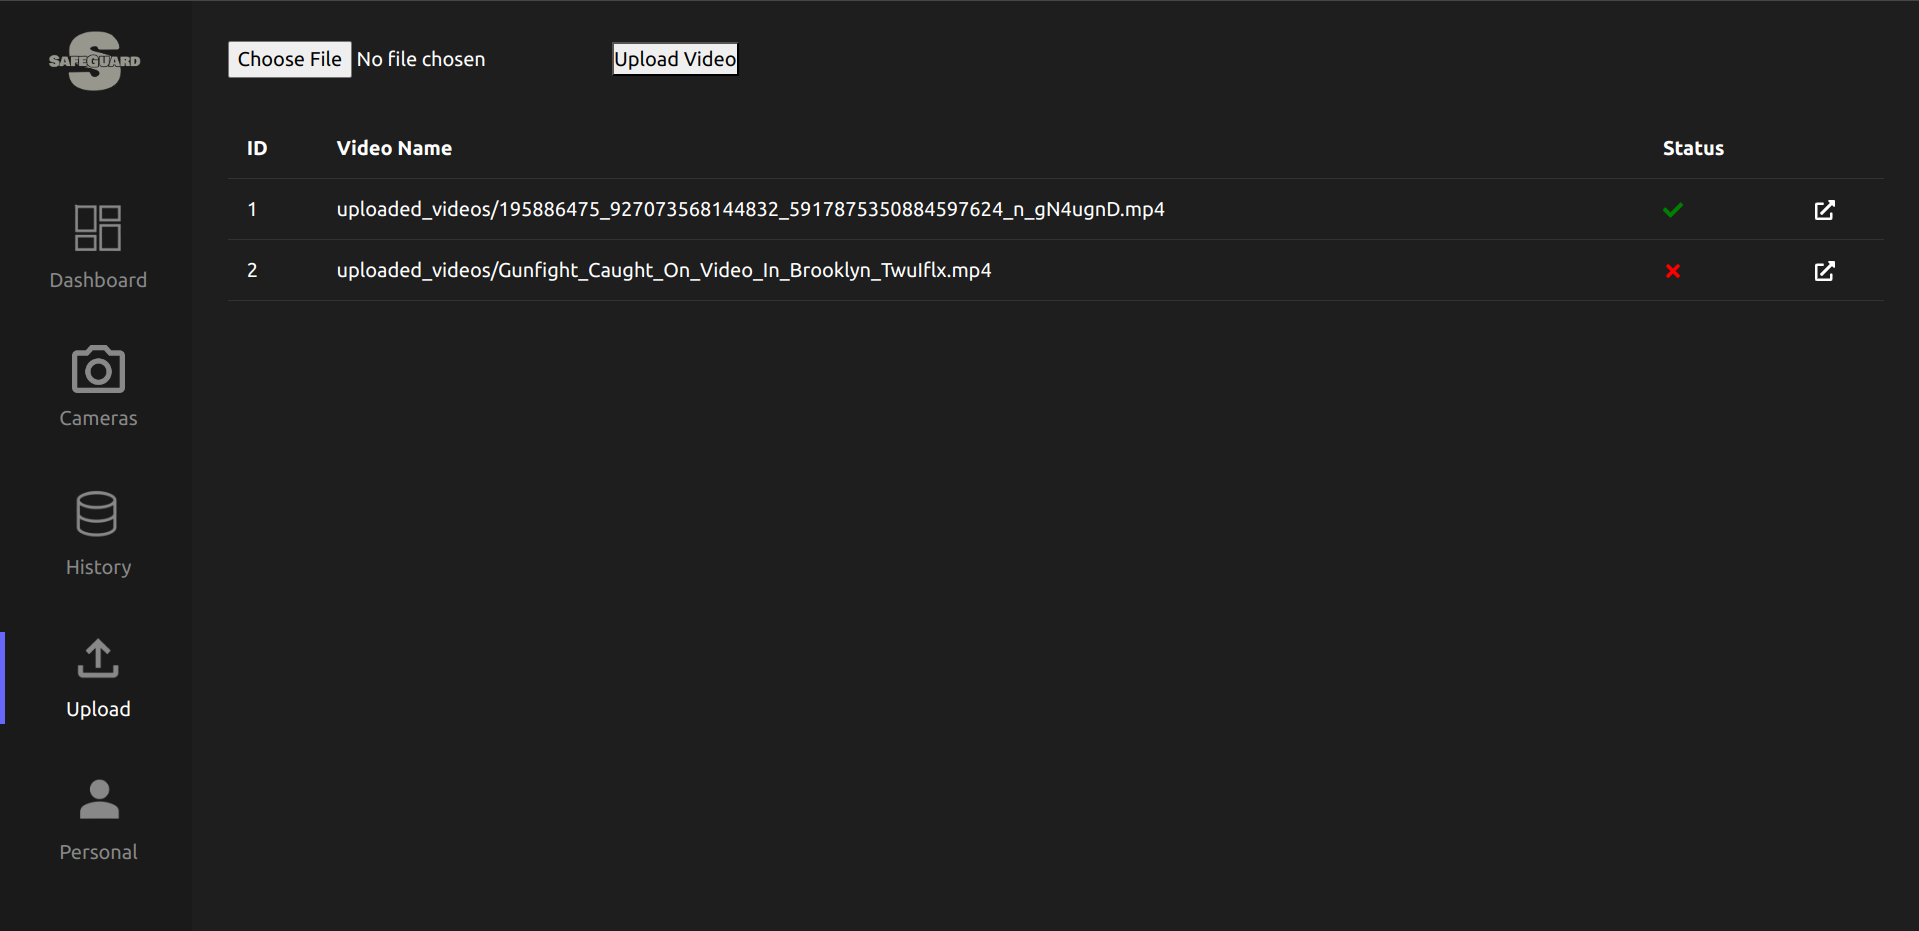 SAFEGUARD
Choose File No file chosen Upload Video
ID Video Name Status
1 uploaded_videos/195886475_927073568144832_5917875350884597624_n_gN4ugnD.mp4
2 uploaded_videos/Gunfight_Caught_On_Video_In_Brooklyn_TwuIflx.mp4
Dashboard
Cameras
History
Upload
Personal